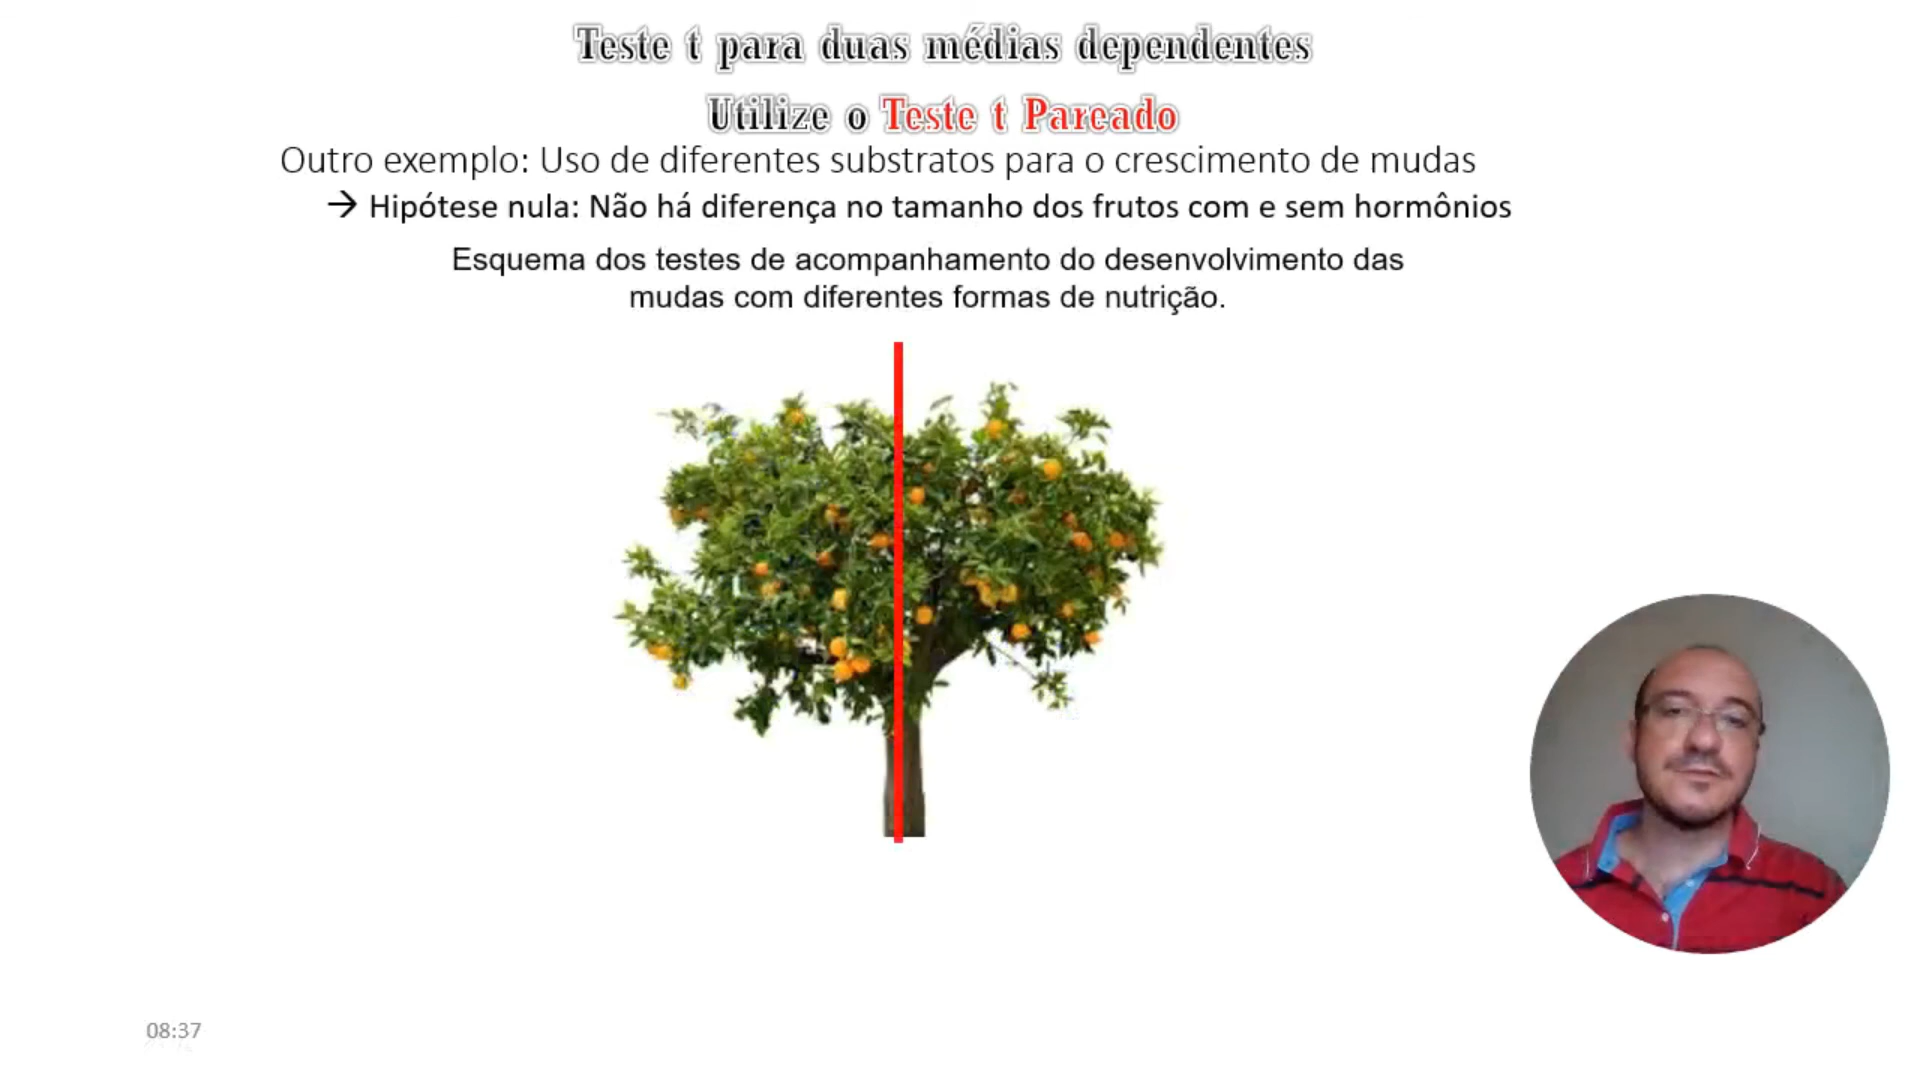 Teste t para duas médias dependentes
Utilize o Teste t Pareado
Outro exemplo: Uso de diferentes substratos para o crescimento de mudas
→ Hipótese nula: Não há diferença no tamanho dos frutos com e sem hormônios
Esquema dos testes de acompanhamento do desenvolvimento das
mudas com diferentes formas de nutrição.
08:37